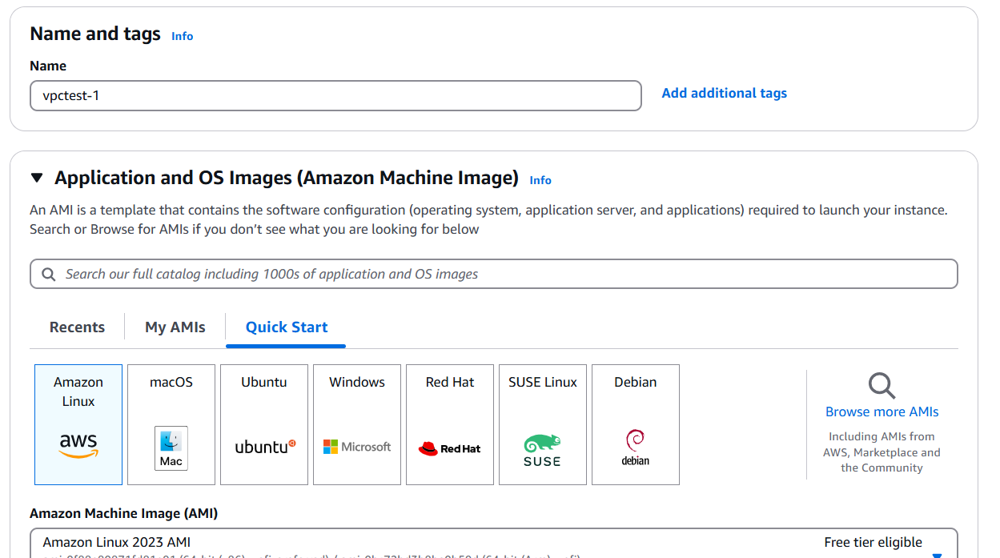 Name and tags Info
Name
vpctest-1
Add additional tags
Application and OS Images (Amazon Machine Image) Info
An AMI is a template that contains the software configuration (operating system, application server, and applications) required to launch your instance.
Search or Browse for AMIs if you don’t see what you are looking for below
Search our full catalog including 1000s of application and OS images
Recents
My AMIs
Quick Start
Amazon
Linux
aws
macOS
Mac
Ubuntu
ubuntu
Windows
Microsoft
Red Hat
Red Hat
SUSE Linux
SUSE
Debian
debian
Browse more AMIs
Including AMIs from
AWS, Marketplace and
the Community
Amazon Machine Image (AMI)
Amazon Linux 2023 AMI
Free tier eligible